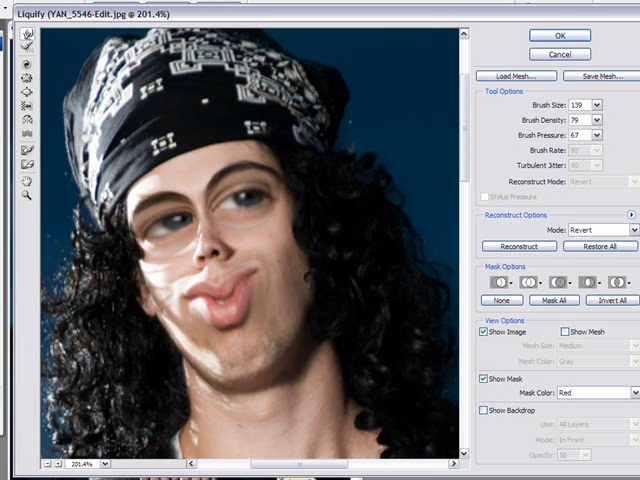 Liquify (YAN_5546-Edit.jpg @ 201.4%)
OK
Cancel
Load Mesh...
Save Mesh...
Tool Options
Brush Size: 139
Brush Density: 79
Brush Pressure: 67
Brush Rate: 80
Turbulent Jitter: 50
Reconstruct Mode: Revert
Stylus Pressure
Reconstruct Options
Mode: Revert
Reconstruct
Restore All
Mask Options
None
Mask All
Invert All
View Options
Show Image
Show Mesh
Mesh Size: Medium
Mesh Color: Gray
Show Mask
Mask Color: Red
Show Backdrop
Use: All Layers
Mode: In Front
Opacity: 50
201.4%